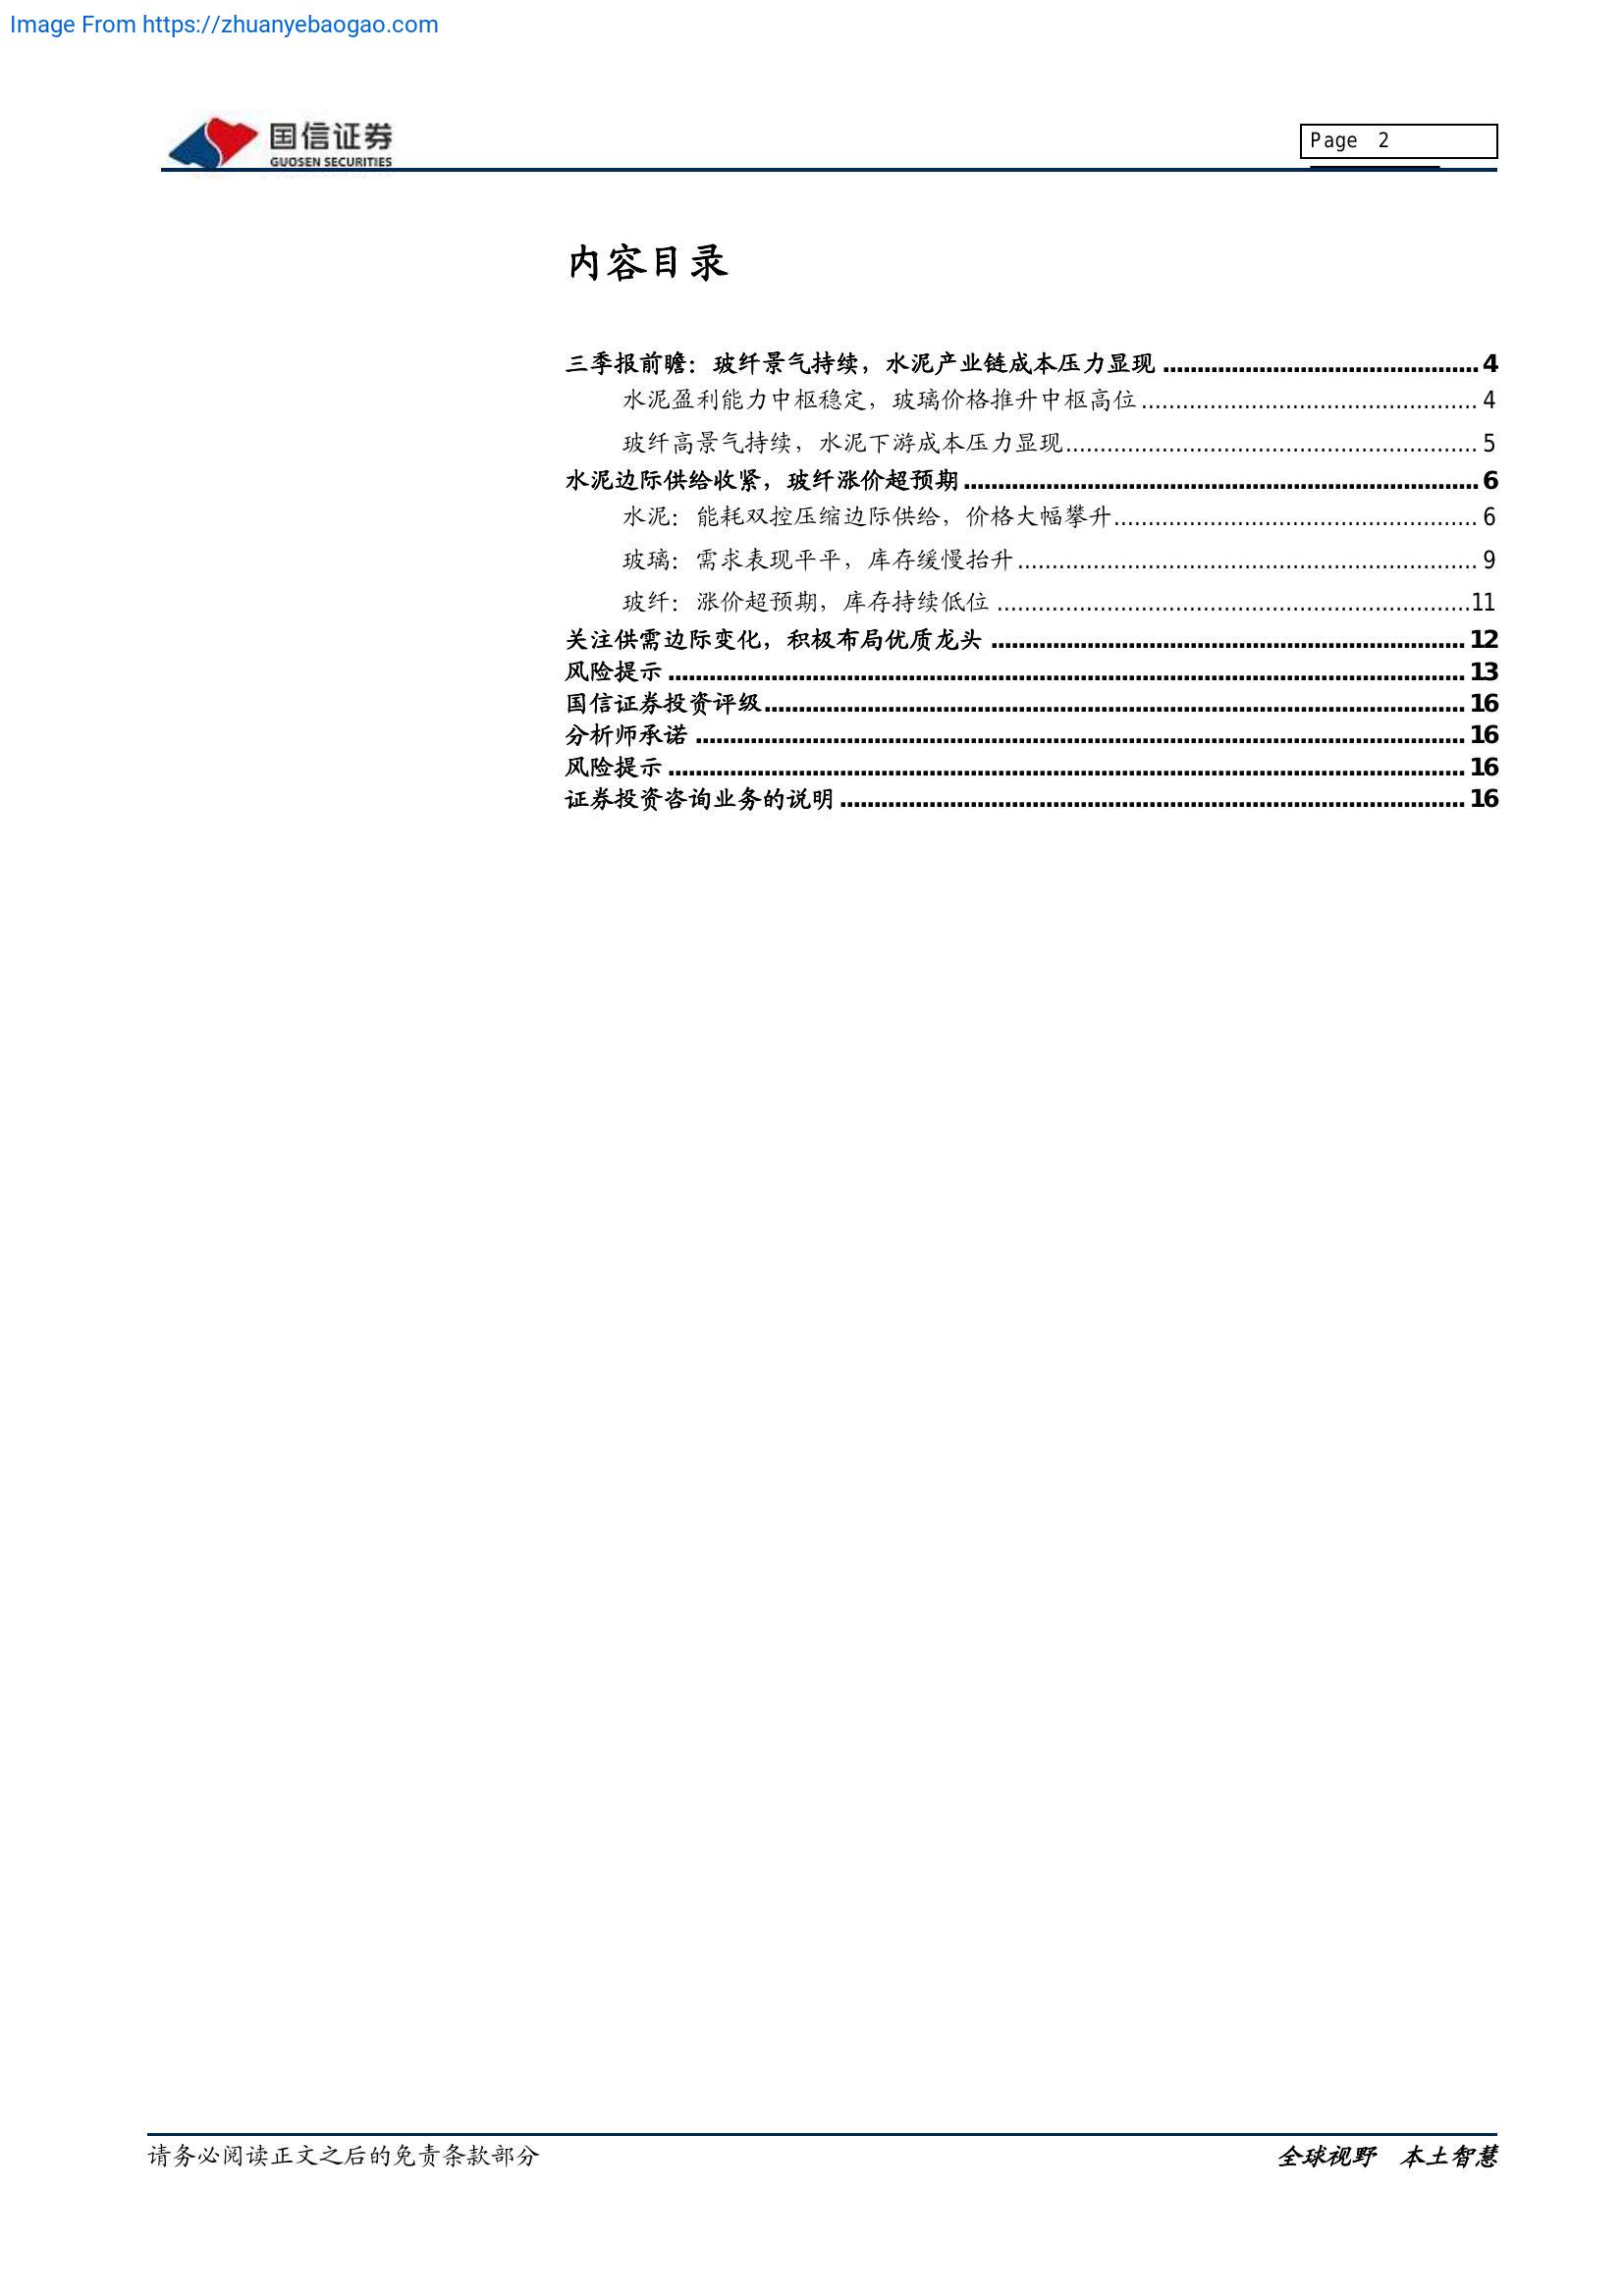 Image From https://zhuanyebaogao.com
国信证券
GUOSEN SECURITIES
Page 2
内容目录
三季报前瞻：玻纤景气持续，水泥产业链成本压力显现 .............................................. 4
水泥盈利能力中枢稳定，玻璃价格推升中枢高位 ................................................. 4
玻纤高景气持续，水泥下游成本压力显现 ............................................................ 5
水泥边际供给收紧，玻纤涨价超预期 ........................................................................... 6
水泥：能耗双控压缩边际供给，价格大幅攀升 ..................................................... 6
玻璃：需求表现平平，库存缓慢抬升 ................................................................... 9
玻纤：涨价超预期，库存持续低位 .....................................................................11
关注供需边际变化，积极布局优质龙头 ..................................................................... 12
风险提示 .................................................................................................................... 13
国信证券投资评级 ...................................................................................................... 16
分析师承诺 ................................................................................................................ 16
风险提示 .................................................................................................................... 16
证券投资咨询业务的说明 ........................................................................................... 16
请务必阅读正文之后的免责条款部分
全球视野 本土智慧